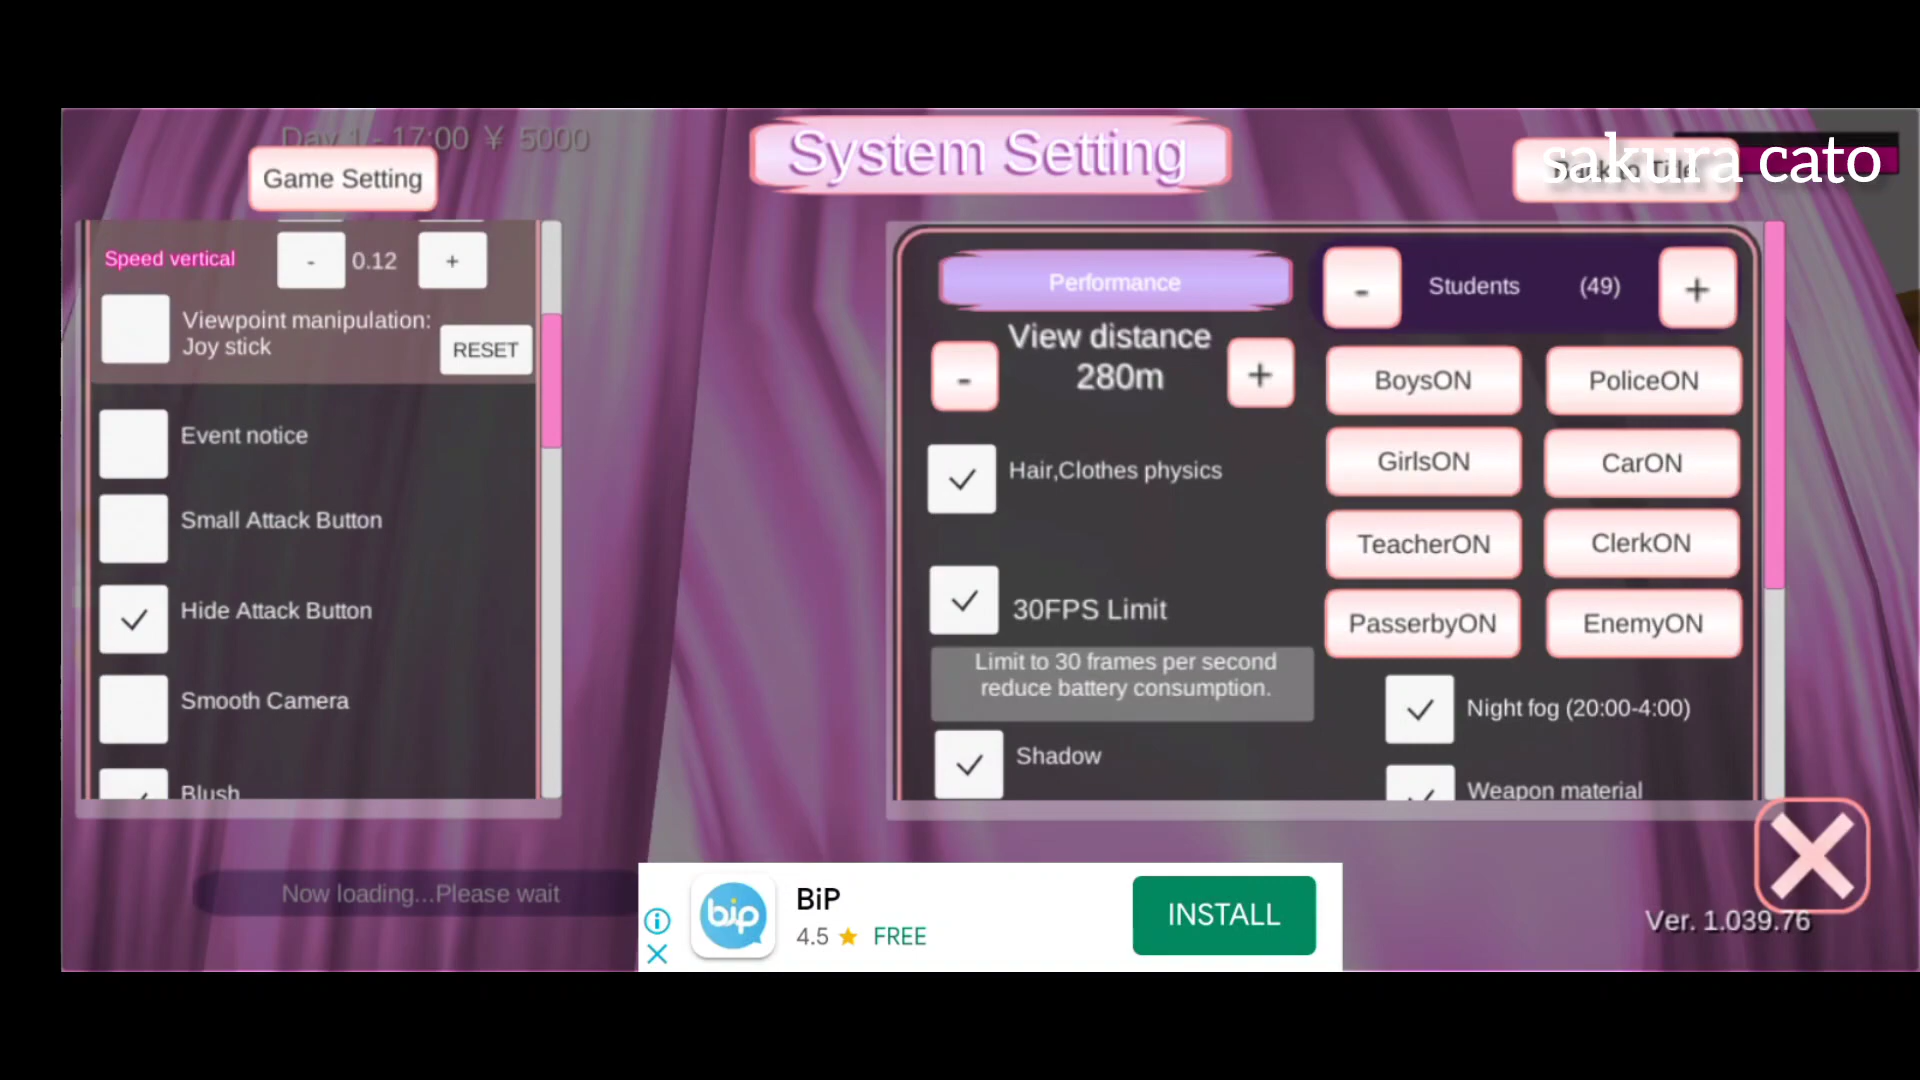 Day 1 - 17:00 ¥ 5000
System Setting
Game Setting
sakura cato
Speed vertical
-
0.12
+
Viewpoint manipulation:
Joy stick
RESET
Event notice
Small Attack Button
Hide Attack Button
Smooth Camera
Blush
Performance
View distance
-
280m
+
Hair,Clothes physics
30FPS Limit
Limit to 30 frames per second
reduce battery consumption.
Shadow
-
Students (49)
+
BoysON
PoliceON
GirlsON
CarON
TeacherON
ClerkON
PasserbyON
EnemyON
Night fog (20:00-4:00)
Weapon material
Now loading...Please wait
bip
BiP
4.5 ★ FREE
INSTALL
Ver. 1.039.76